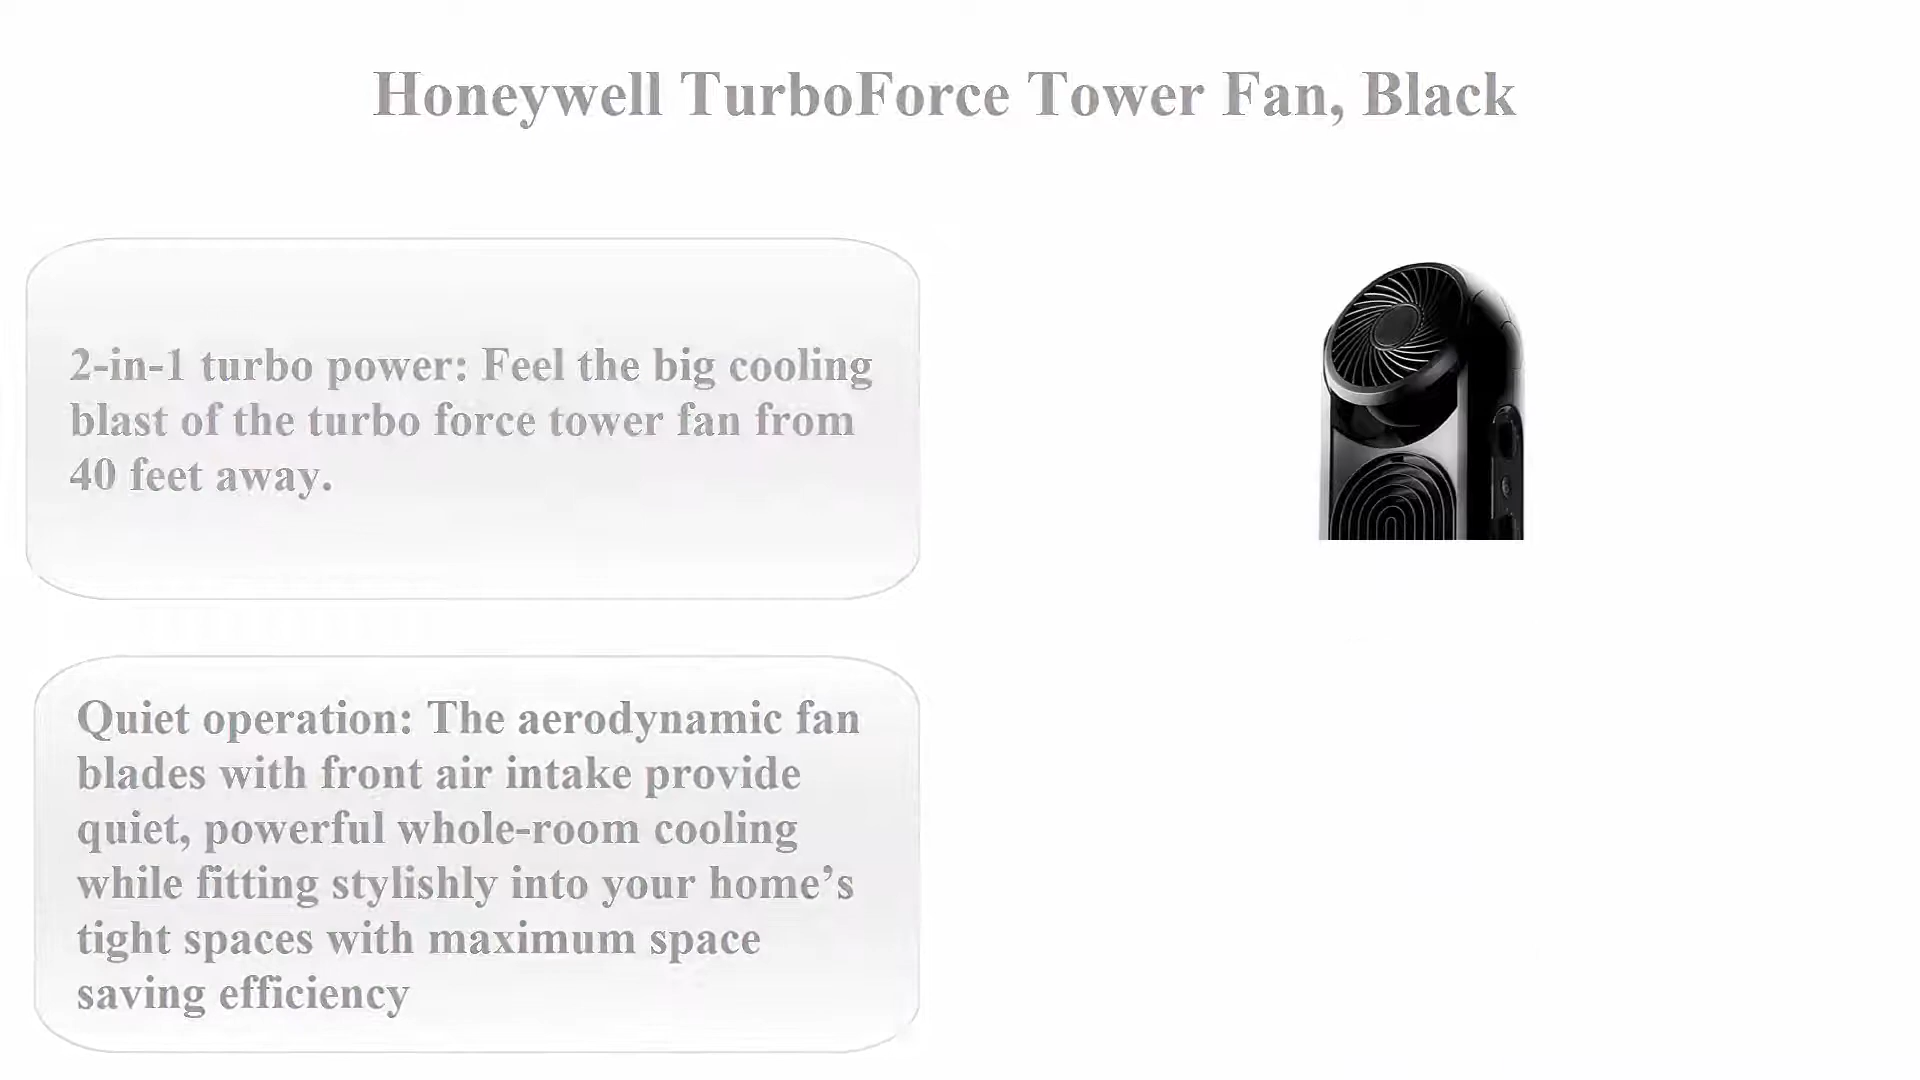 Honeywell TurboForce Tower Fan, Black
2-in-1 turbo power: Feel the big cooling
blast of the turbo force tower fan from
40 feet away.
Quiet operation: The aerodynamic fan
blades with front air intake provide
quiet, powerful whole-room cooling
while fitting stylishly into your home’s
tight spaces with maximum space
saving efficiency